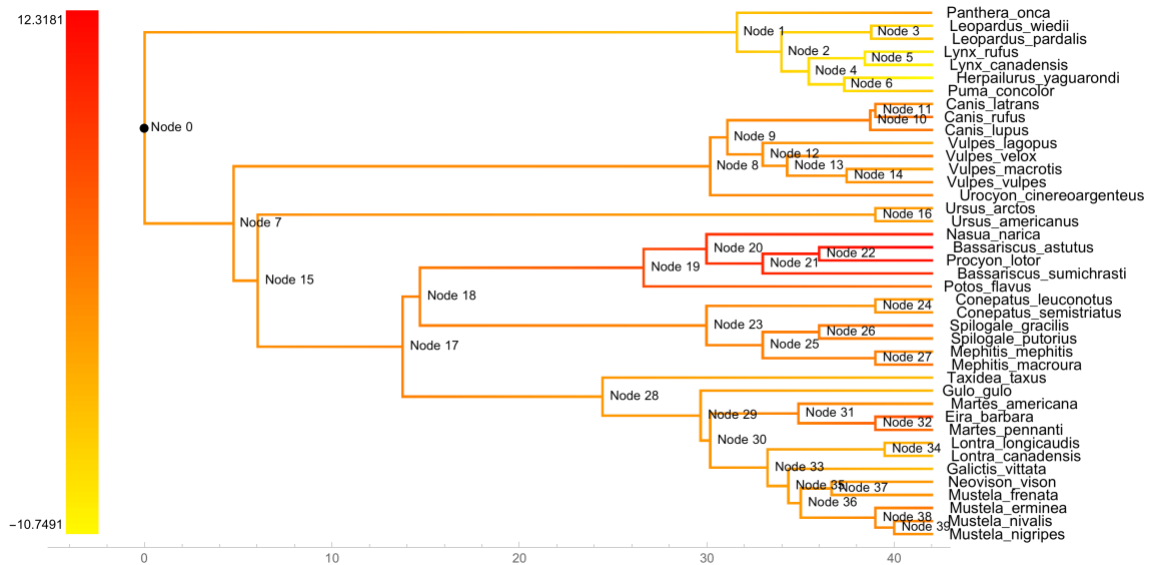 12.3181
−10.7491
Panthera_onca
Node 1
Leopardus_wiedii
Node 3
Leopardus_pardalis
Node 2
Lynx_rufus
Node 5
Lynx_canadensis
Node 4
Herpailurus_yaguarondi
Node 6
Puma_concolor
Canis_latrans
Node 11
Canis_rufus
Node 10
Node 0
Canis_lupus
Node 9
Vulpes_lagopus
Node 12
Vulpes_velox
Node 8
Node 13
Vulpes_macrotis
Node 14
Vulpes_vulpes
Urocyon_cinereoargenteus
Ursus_arctos
Node 16
Node 7
Ursus_americanus
Nasua_narica
Node 20
Bassariscus_astutus
Node 22
Procyon_lotor
Node 21
Node 19
Bassariscus_sumichrasti
Node 15
Potos_flavus
Node 18
Conepatus_leuconotus
Node 24
Conepatus_semistriatus
Node 23
Spilogale_gracilis
Node 26
Spilogale_putorius
Node 25
Node 17
Mephitis_mephitis
Node 27
Mephitis_macroura
Taxidea_taxus
Gulo_gulo
Node 28
Martes_americana
Node 29
Node 31
Eira_barbara
Node 32
Martes_pennanti
Node 30
Lontra_longicaudis
Node 34
Lontra_canadensis
Node 33
Galictis_vittata
Neovison_vison
Node 35
Node 37
Mustela_frenata
Node 36
Mustela_erminea
Node 38
Mustela_nivalis
Node 39
Mustela_nigripes
0 10 20 30 40